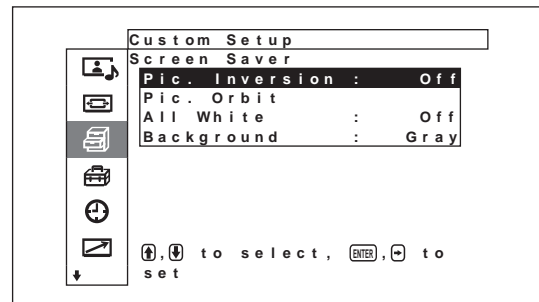 Custom Setup
Screen Saver
Pic. Inversion : Off
Pic. Orbit
All White : Off
Background : Gray
, to select, ENTER, to
set